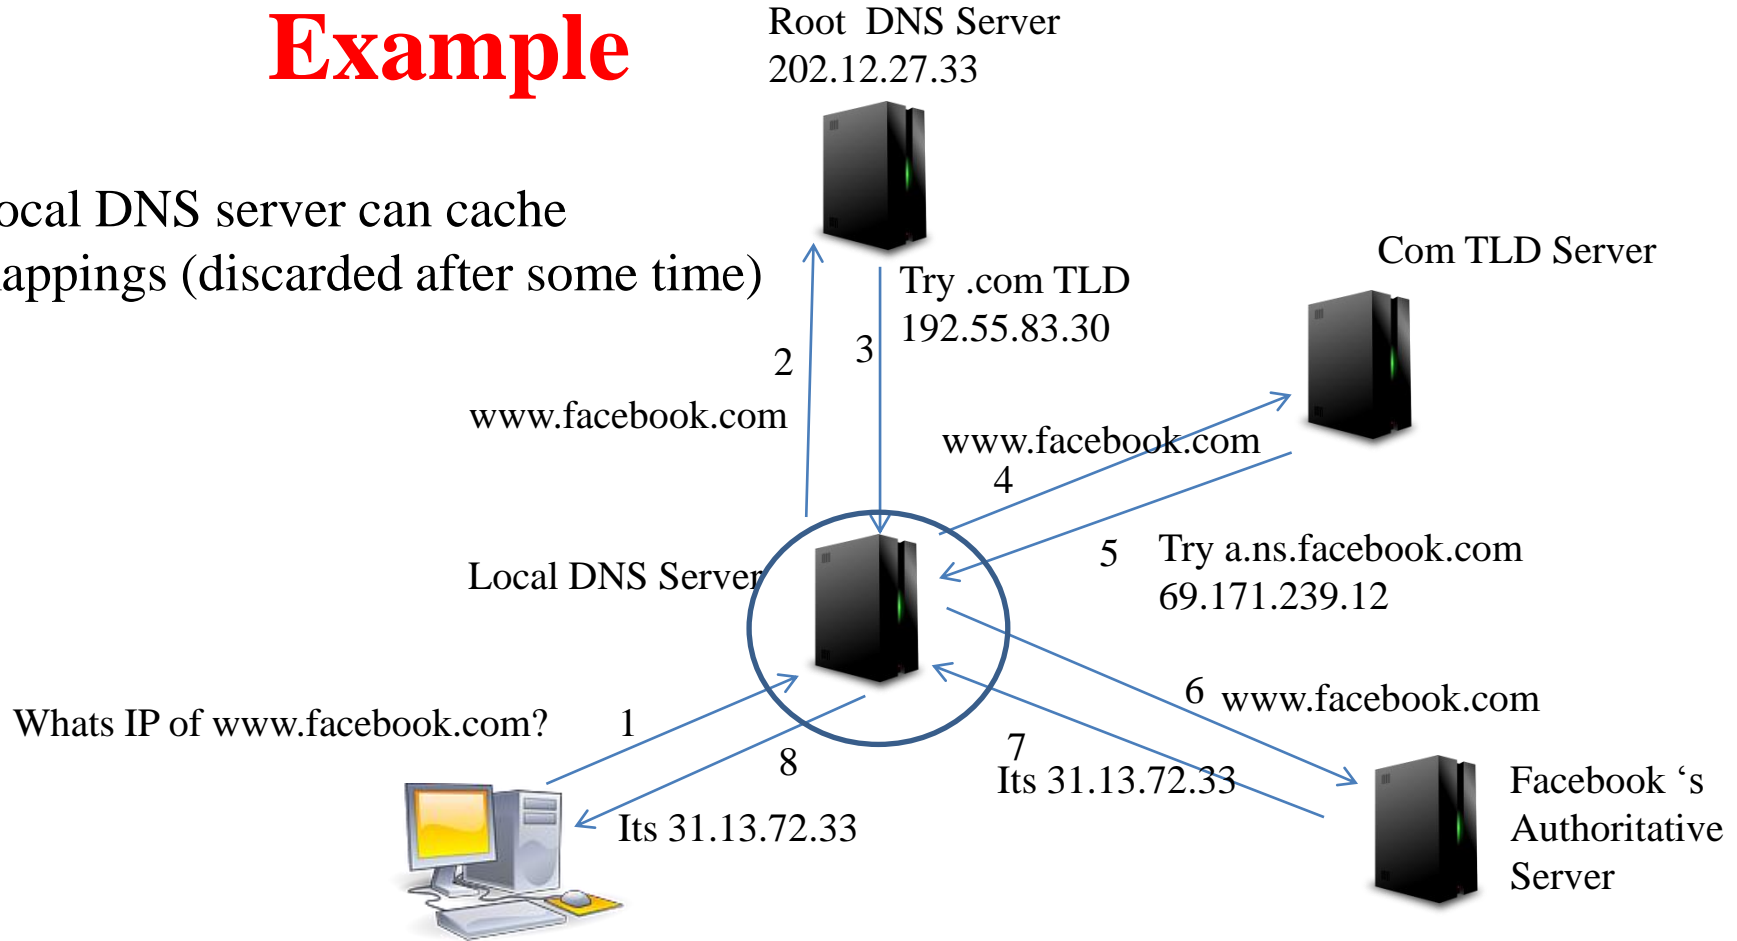 Example
Root DNS Server
202.12.27.33
ocal DNS server can cache
appings (discarded after some time)
Com TLD Server
Try .com TLD
192.55.83.30
2
3
www.facebook.com
www.facebook.com
4
5
Try a.ns.facebook.com
69.171.239.12
Local DNS Server
6
www.facebook.com
Whats IP of www.facebook.com?
1
7
8
Its 31.13.72.33
Its 31.13.72.33
Facebook ‘s
Authoritative
Server